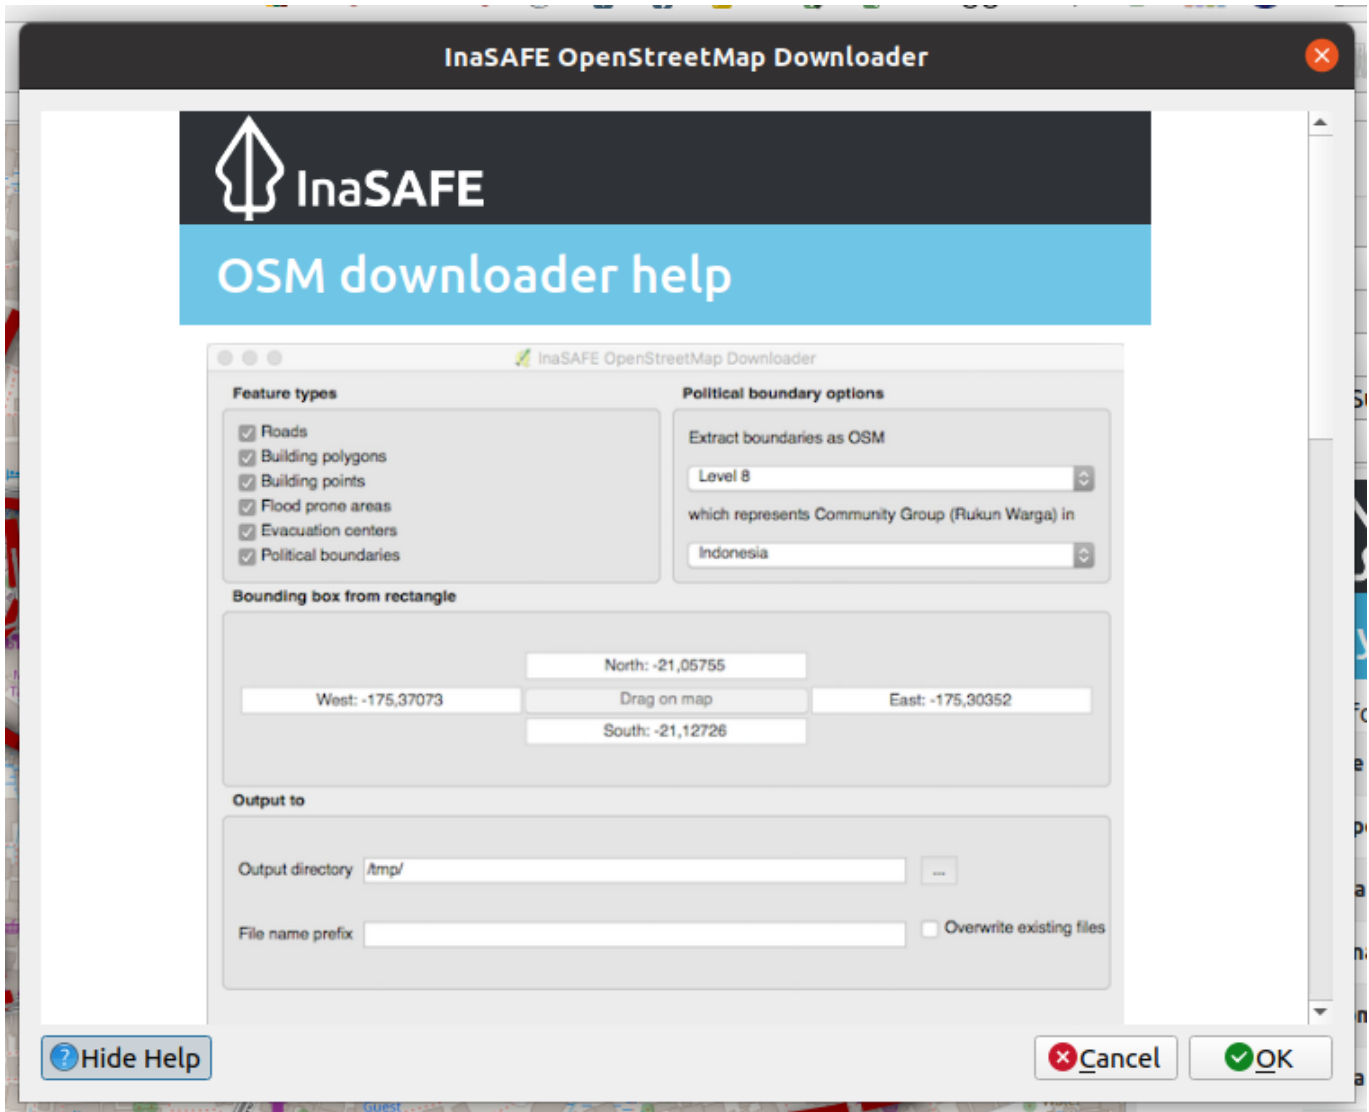 InaSAFE OpenStreetMap Downloader
InaSAFE
OSM downloader help
InaSAFE OpenStreetMap Downloader
Feature types
Roads
Building polygons
Building points
Flood prone areas
Evacuation centers
Political boundaries
Political boundary options
Extract boundaries as OSM
Level 8
which represents Community Group (Rukun Warga) in
Indonesia
Bounding box from rectangle
North: -21,05755
West: -175,37073
Drag on map
East: -175,30352
South: -21,12726
Output to
Output directory
/tmp/
...
File name prefix
Overwrite existing files
Hide Help
Cancel
OK
Guest